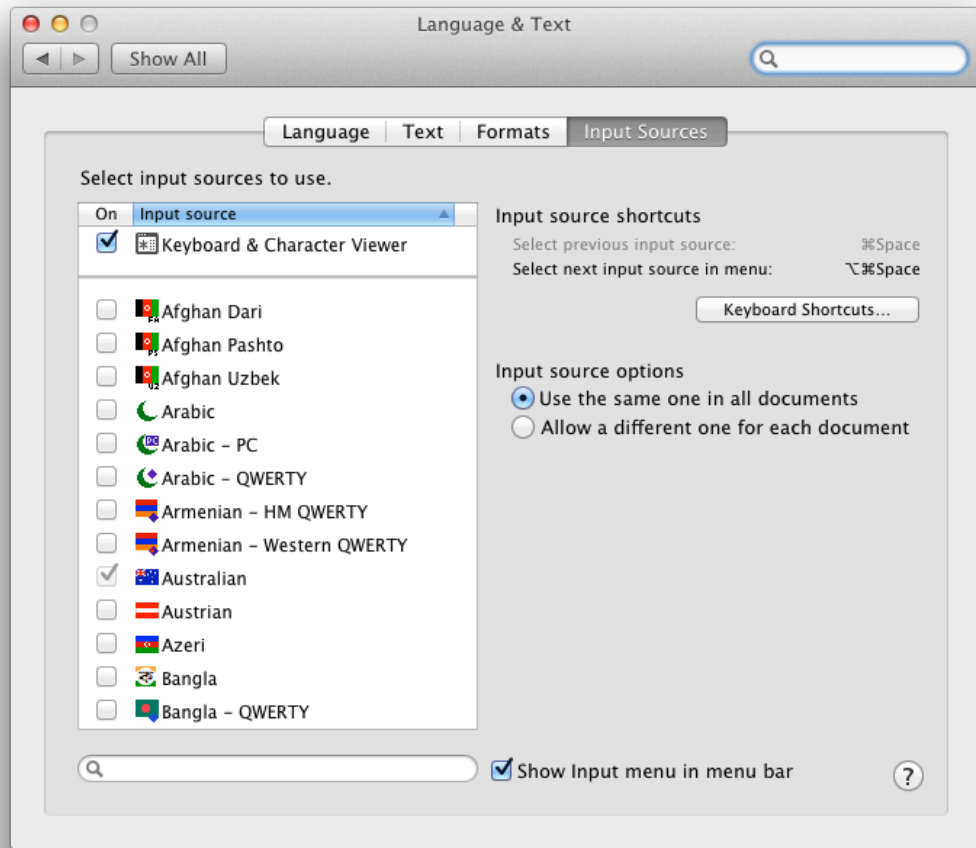 Language & Text
Show All
Language Text Formats Input Sources
Select input sources to use.
On Input source
Keyboard & Character Viewer
Afghan Dari
Afghan Pashto
Afghan Uzbek
Arabic
Arabic – PC
Arabic – QWERTY
Armenian – HM QWERTY
Armenian – Western QWERTY
Australian
Austrian
Azeri
Bangla
Bangla – QWERTY
Input source shortcuts
Select previous input source: ⌘Space
Select next input source in menu: ⌥⌘Space
Keyboard Shortcuts...
Input source options
Use the same one in all documents
Allow a different one for each document
Show Input menu in menu bar
?